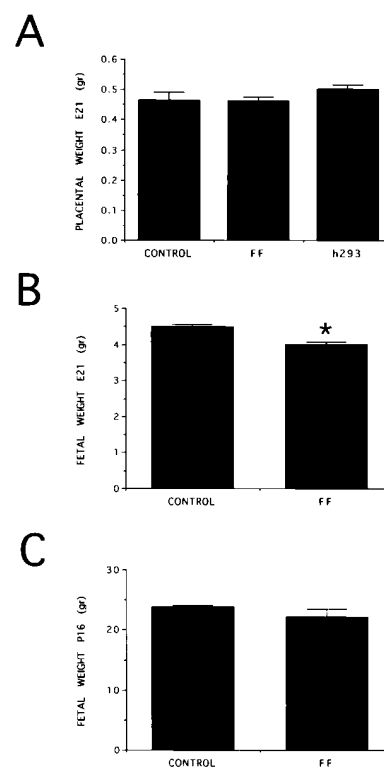 A
PLACENTAL WEIGHT E21 (gr)
0.6
0.5
0.4
0.3
0.2
0.1
0.0
CONTROL FF h293
B
FETAL WEIGHT E21 (gr)
5
4
3
2
1
0
*
CONTROL FF
C
FETAL WEIGHT P16 (gr)
30
20
10
0
CONTROL FF